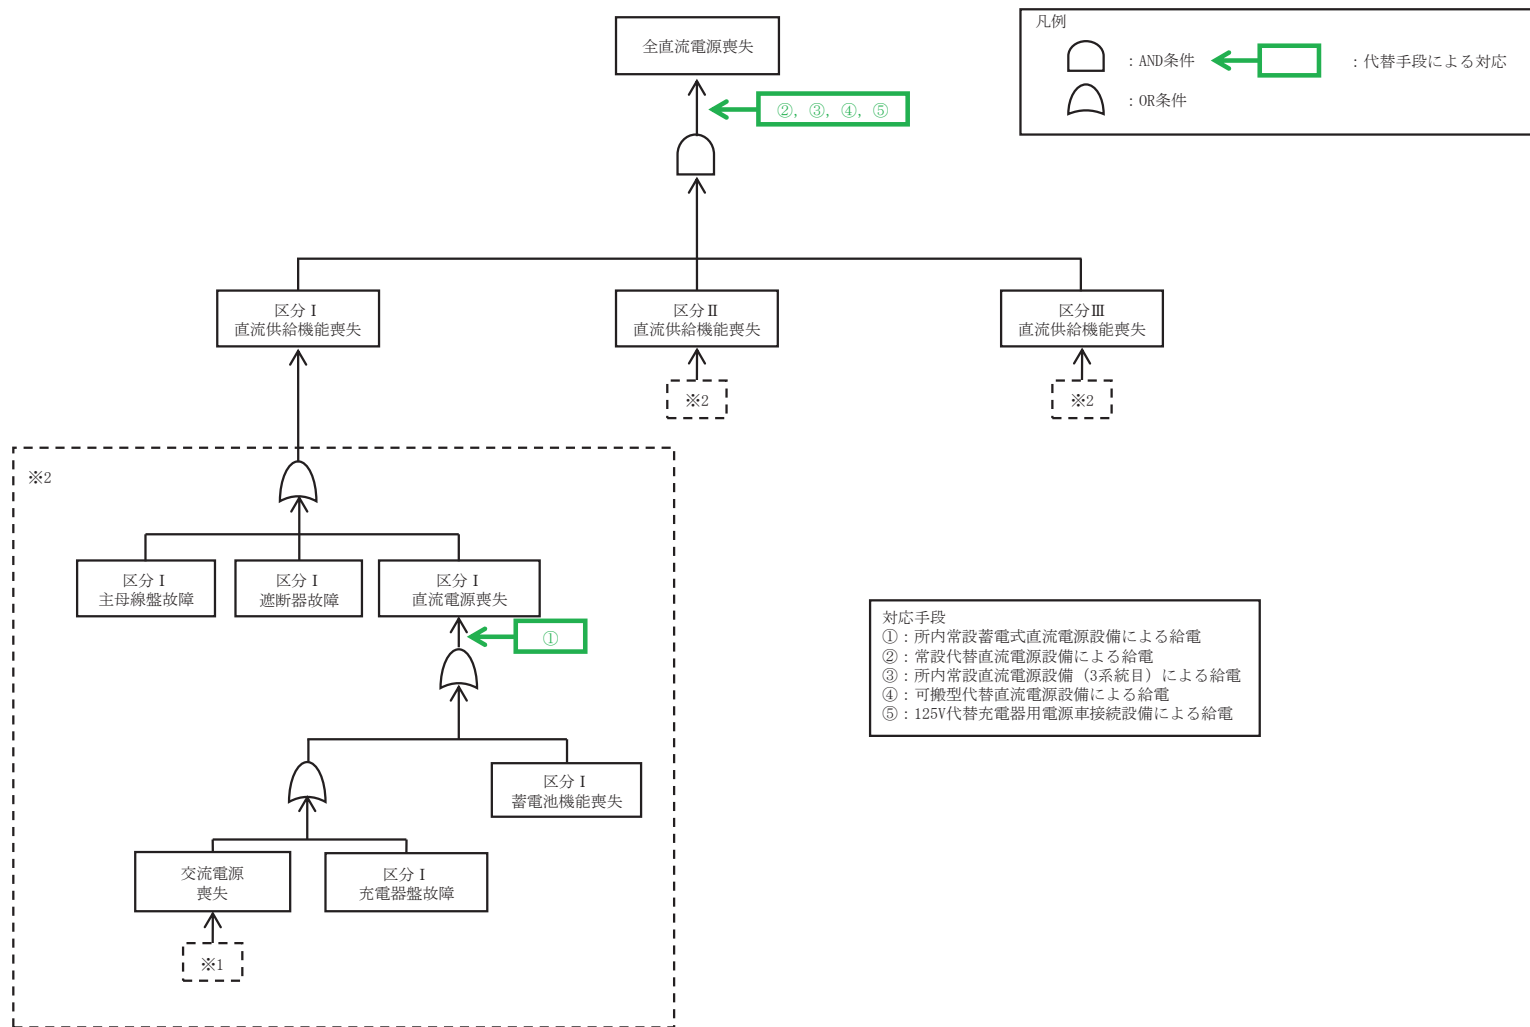 全直流電源喪失
②, ③, ④, ⑤
凡例
：AND条件
：代替手段による対応
：OR条件
区分Ⅰ
直流供給機能喪失
区分Ⅱ
直流供給機能喪失
区分Ⅲ
直流供給機能喪失
※2
※2
※2
区分Ⅰ
主母線盤故障
区分Ⅰ
遮断器故障
区分Ⅰ
直流電源喪失
①
区分Ⅰ
蓄電池機能喪失
交流電源
喪失
区分Ⅰ
充電器盤故障
※1
対応手段
①：所内常設蓄電式直流電源設備による給電
②：常設代替直流電源設備による給電
③：所内常設直流電源設備（3系統目）による給電
④：可搬型代替直流電源設備による給電
⑤：125V代替充電器用電源車接続設備による給電